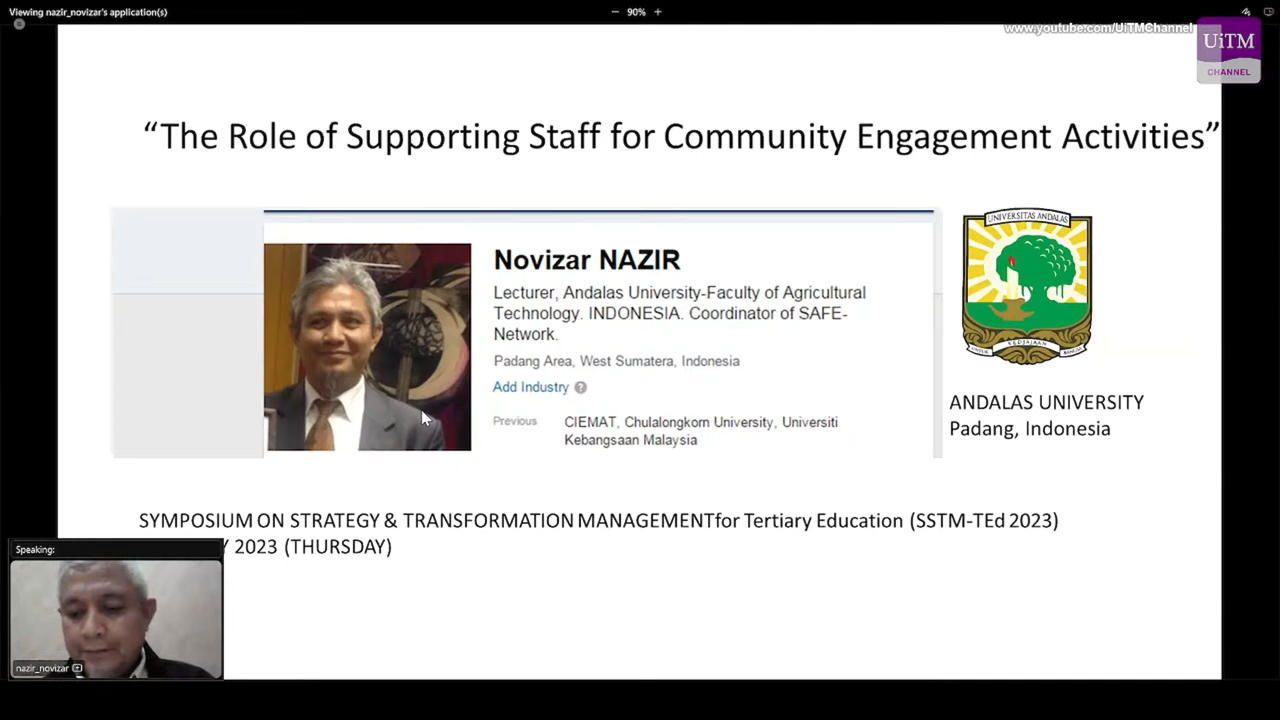 Viewing nazir_novizar's application(s)
− 90% +
www.youtube.com/UiTMChannel
UiTM
CHANNEL
“The Role of Supporting Staff for Community Engagement Activities”
Novizar NAZIR
Lecturer, Andalas University-Faculty of Agricultural
Technology. INDONESIA. Coordinator of SAFE-
Network.
Padang Area, West Sumatera, Indonesia
Add Industry ?
Previous CIEMAT, Chulalongkorn University, Universiti
Kebangsaan Malaysia
UNIVERSITAS ANDALAS
UNTUK KEDJAJAAN BANGSA
ANDALAS UNIVERSITY
Padang, Indonesia
SYMPOSIUM ON STRATEGY & TRANSFORMATION MANAGEMENTfor Tertiary Education (SSTM-TEd 2023)
2023 (THURSDAY)
Speaking:
nazir_novizar